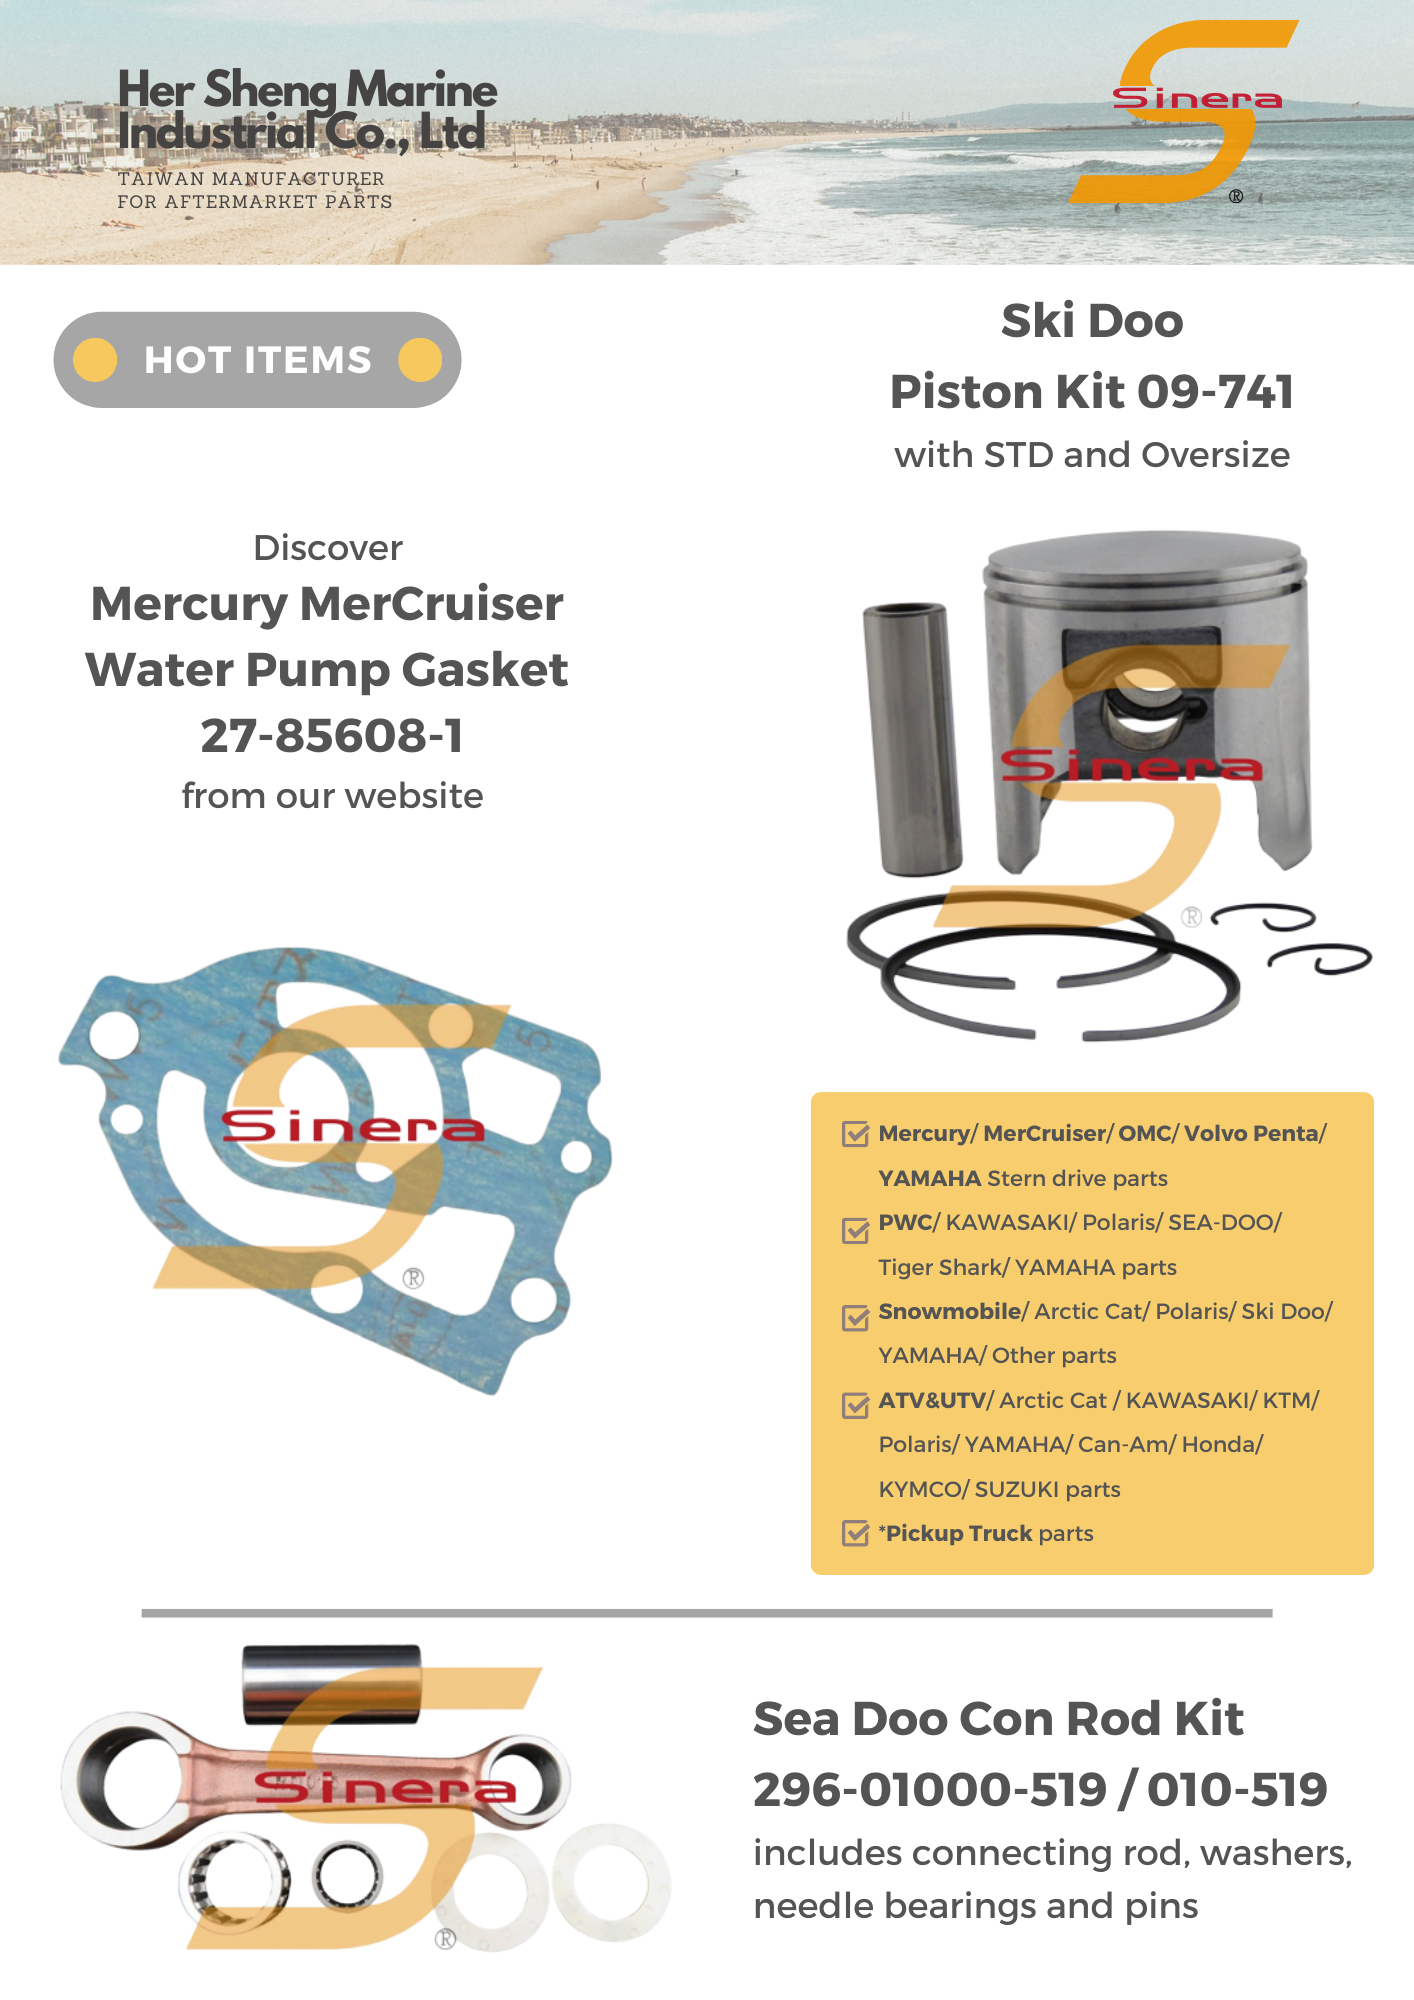 Her Sheng Marine
Industrial Co., Ltd
TAIWAN MANUFACTURER
FOR AFTERMARKET PARTS
Sinera
®
HOT ITEMS
Ski Doo
Piston Kit 09-741
with STD and Oversize
Discover
Mercury MerCruiser
Water Pump Gasket
27-85608-1
from our website
Sinera
®
Sinera
®
Mercury/ MerCruiser/ OMC/ Volvo Penta/
YAMAHA Stern drive parts
PWC/ KAWASAKI/ Polaris/ SEA-DOO/
Tiger Shark/ YAMAHA parts
Snowmobile/ Arctic Cat/ Polaris/ Ski Doo/
YAMAHA/ Other parts
ATV&UTV/ Arctic Cat / KAWASAKI/ KTM/
Polaris/ YAMAHA/ Can-Am/ Honda/
KYMCO/ SUZUKI parts
*Pickup Truck parts
Sinera
®
Sea Doo Con Rod Kit
296-01000-519 / 010-519
includes connecting rod, washers,
needle bearings and pins